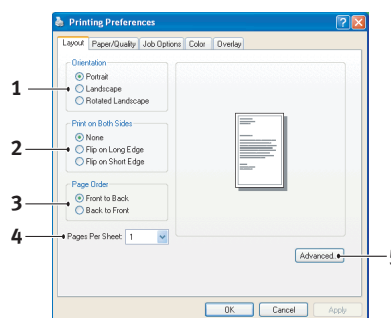 Printing Preferences
Layout Paper/Quality Job Options Color Overlay
Orientation
Portrait
1 Landscape
Rotated Landscape
Print on Both Sides
None
2 Flip on Long Edge
Flip on Short Edge
Page Order
3 Front to Back
Back to Front
4 Pages Per Sheet: 1
Advanced...
OK Cancel Apply